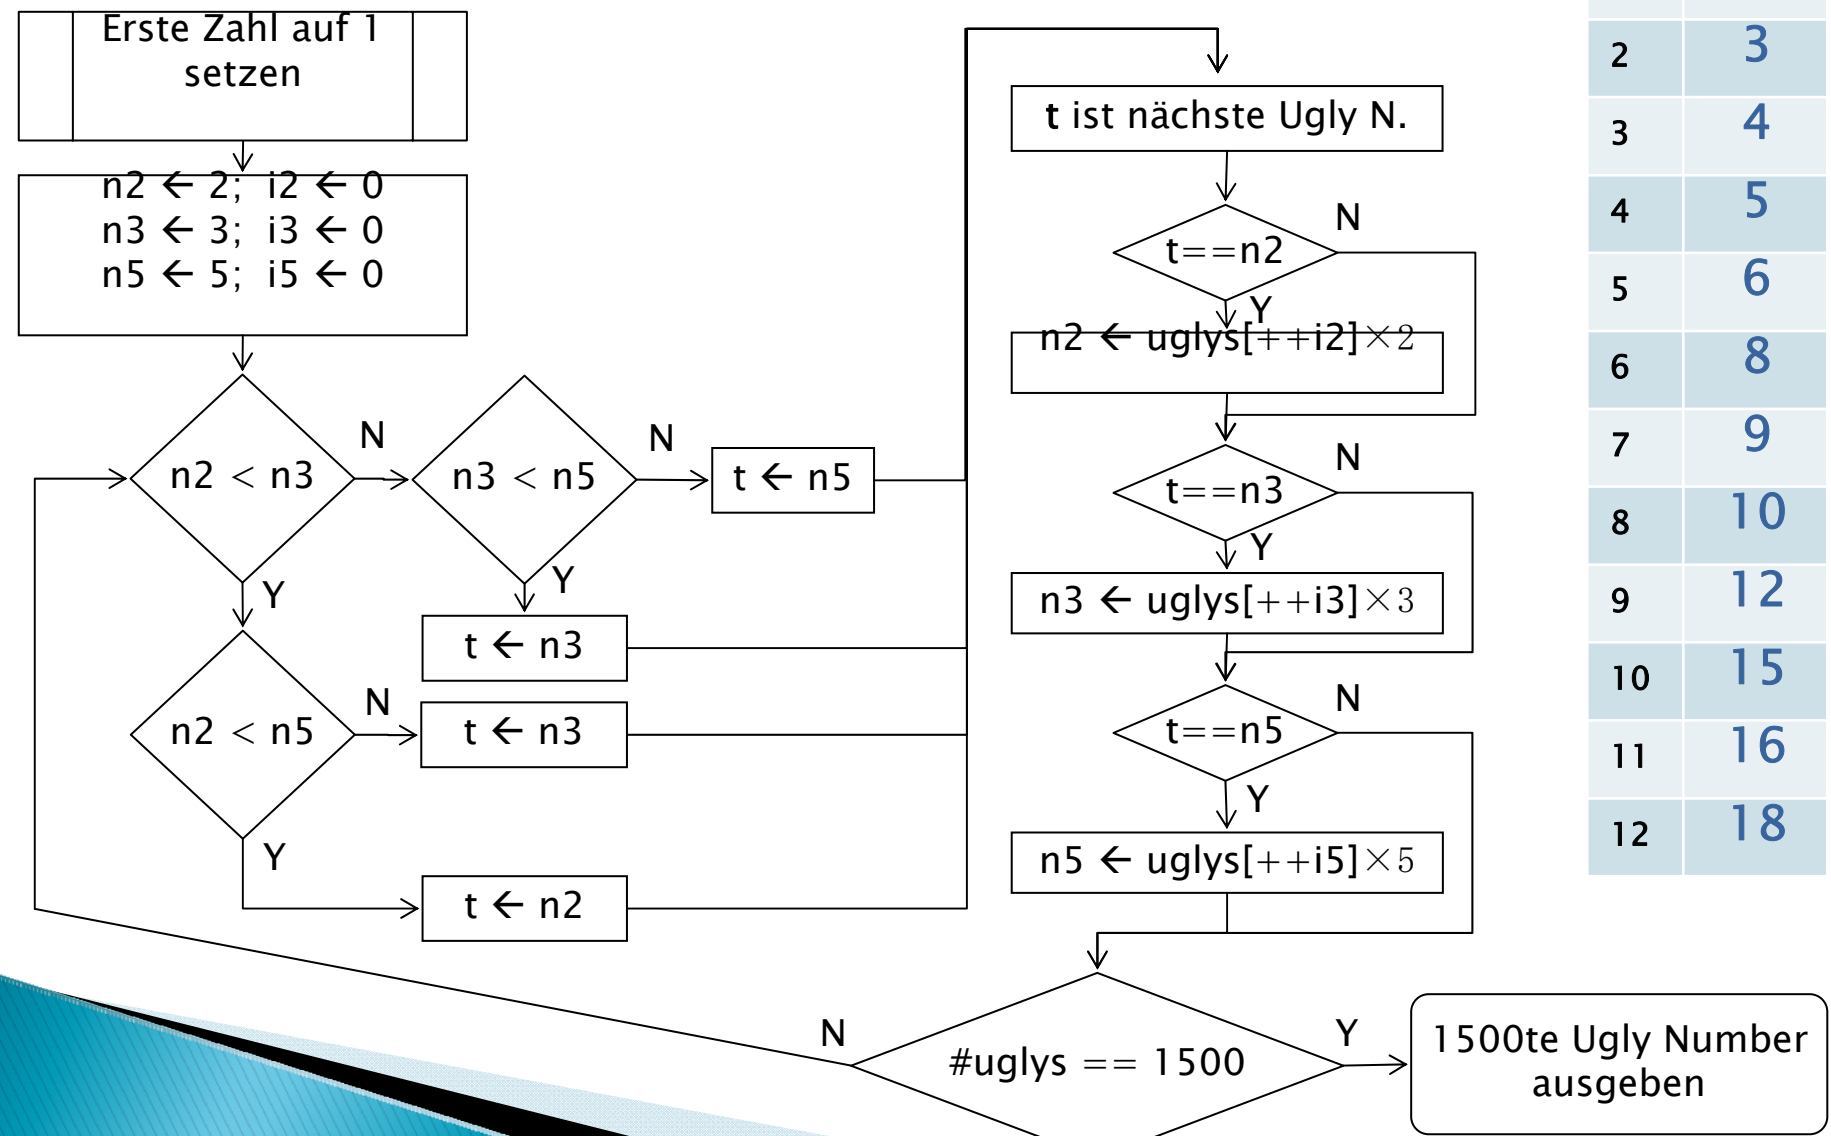 Erste Zahl auf 1
setzen
n2 ← 2; i2 ← 0
n3 ← 3; i3 ← 0
n5 ← 5; i5 ← 0
n2 < n3
N
Y
n3 < n5
N
Y
t ← n5
t ← n3
n2 < n5
N
Y
t ← n3
t ← n2
t ist nächste Ugly N.
t==n2
N
Y
n2 ← uglys[++i2]×2
t==n3
N
Y
n3 ← uglys[++i3]×3
t==n5
N
Y
n5 ← uglys[++i5]×5
#uglys == 1500
N
Y
1500te Ugly Number
ausgeben
2 3
3 4
4 5
5 6
6 8
7 9
8 10
9 12
10 15
11 16
12 18